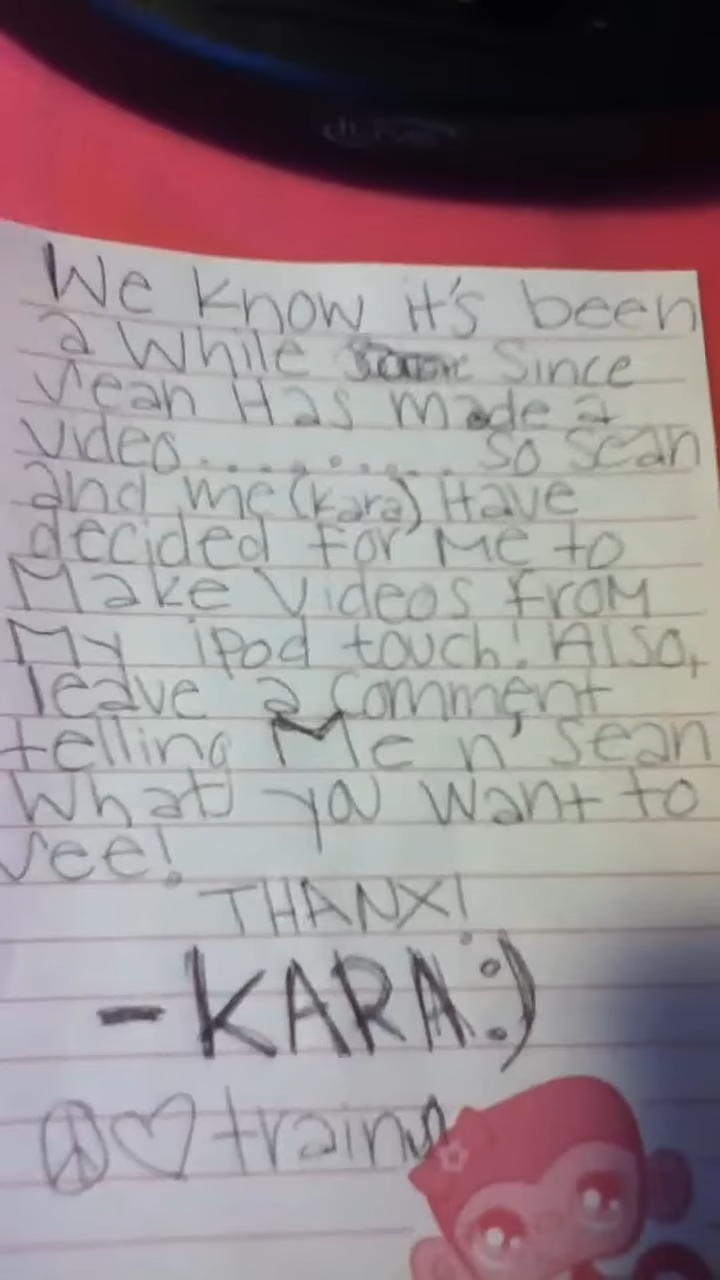 We know it's been
a while Since
Sean Has made a
video.......... so sean
and me (kara) Have
decided for Me to
Make Videos from
My ipod touch! Also,
leave a comment
telling Me n' sean
What you want to
see!
THANX!
-KARA:)
☮♡trains